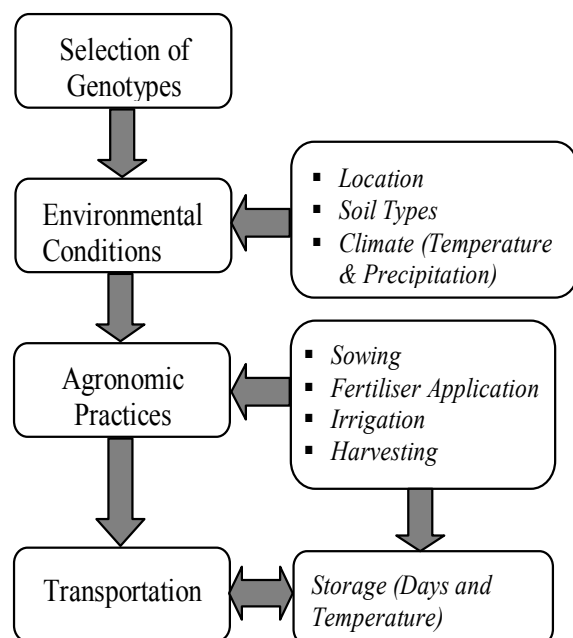 Selection of
Genotypes
Environmental
Conditions
▪ Location
▪ Soil Types
▪ Climate (Temperature
& Precipitation)
Agronomic
Practices
▪ Sowing
▪ Fertiliser Application
▪ Irrigation
▪ Harvesting
Transportation
Storage (Days and
Temperature)